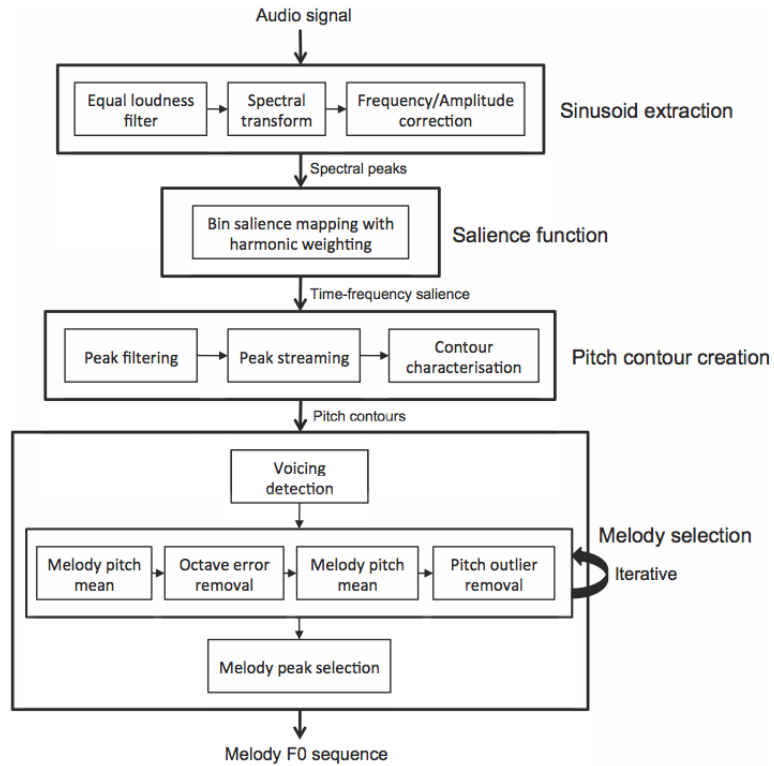 Audio signal
Equal loudness
filter
Spectral
transform
Frequency/Amplitude
correction
Sinusoid extraction
Spectral peaks
Bin salience mapping with
harmonic weighting
Salience function
Time-frequency salience
Peak filtering
Peak streaming
Contour
characterisation
Pitch contour creation
Pitch contours
Voicing
detection
Melody selection
Melody pitch
mean
Octave error
removal
Melody pitch
mean
Pitch outlier
removal
Iterative
Melody peak selection
Melody F0 sequence